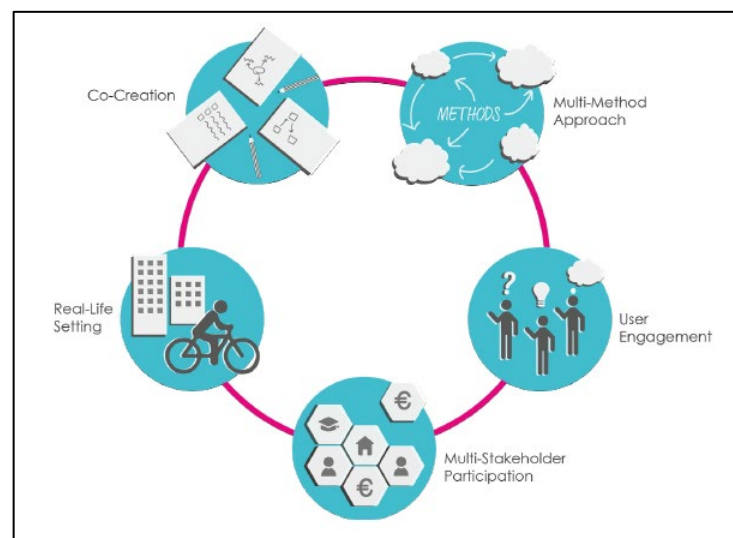 Co-Creation
METHODS
Multi-Method
Approach
Real-Life
Setting
?
User
Engagement
€
€
Multi-Stakeholder
Participation